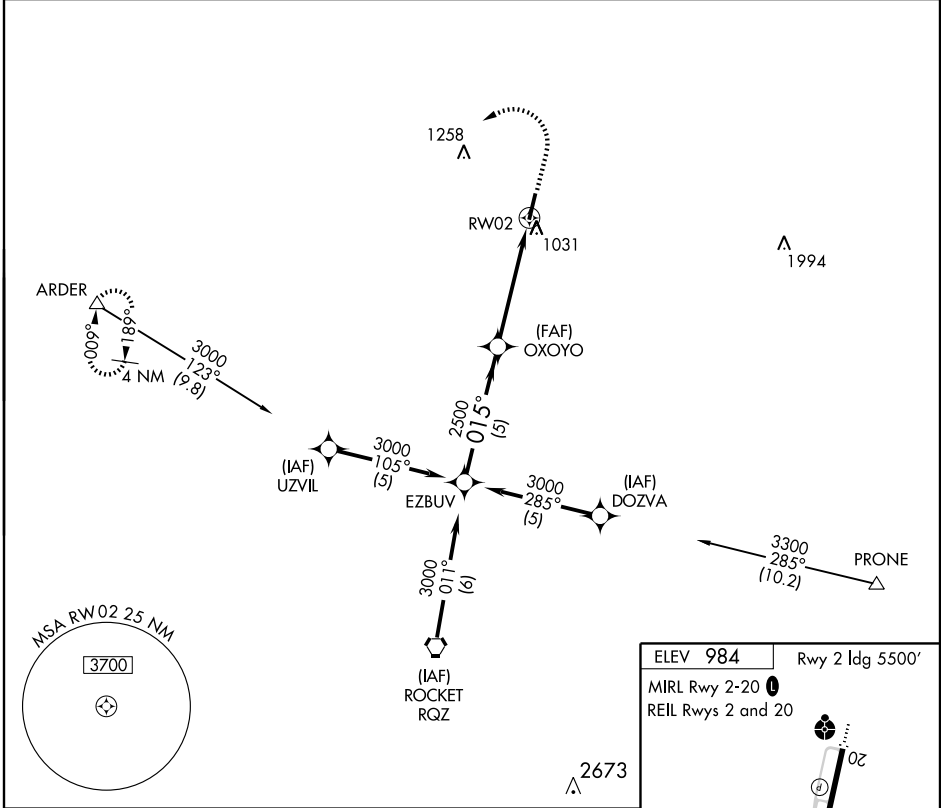 1258
RW02
1031
1994
ARDER
009°
189°
4 NM
3000
123°
(9.8)
(FAF)
OXOYO
2500
015°
(5)
(IAF)
UZVIL
3000
105°
(5)
EZBUV
3000
285°
(5)
(IAF)
DOZVA
3300
285°
(10.2)
PRONE
3000
011°
(6)
(IAF)
ROCKET
RQZ
MSA RW02 25 NM
3700
2673
ELEV 984
Rwy 2 ldg 5500'
MIRL Rwy 2-20 L
REIL Rwys 2 and 20
20
P